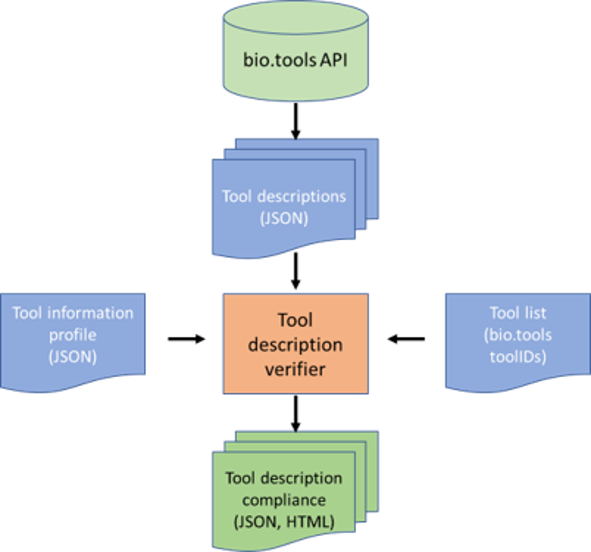 bio.tools API
Tool descriptions
(JSON)
Tool information
profile
(JSON)
Tool
description
verifier
Tool list
(bio.tools
toolIDs)
Tool description
compliance
(JSON, HTML)